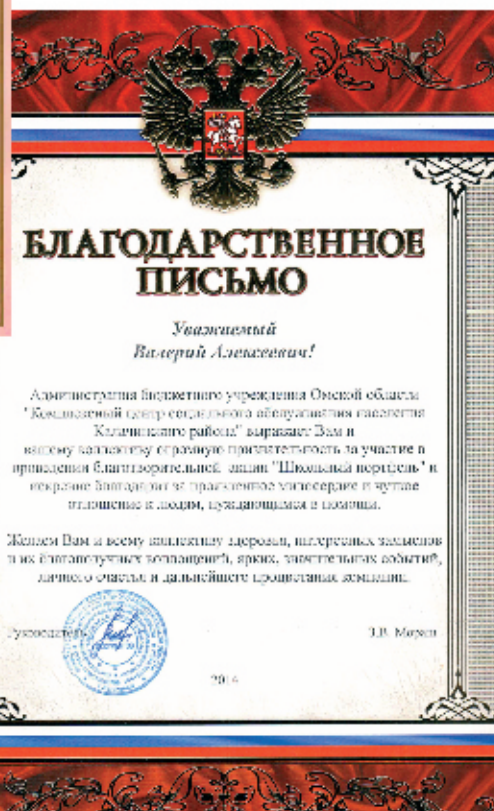 БЛАГОДАРСТВЕННОЕ
ПИСЬМО
Уважаемый
Валерий Алексеевич!
Администрация бюджетного учреждения Омской области
"Комплексный центр социального обслуживания населения
Калачинского района" выражает Вам и
вашему коллективу огромную признательность за участие в
проведении благотворительной акции "Школьный портфель" и
искренне благодарит за проявленное милосердие и чуткое
отношение к людям, нуждающимся в помощи.
Желаем Вам и всему коллективу здоровья, интересных замыслов
и их благополучных воплощений, ярких, значительных событий,
личного счастья и дальнейшего процветания компании.
Руководитель